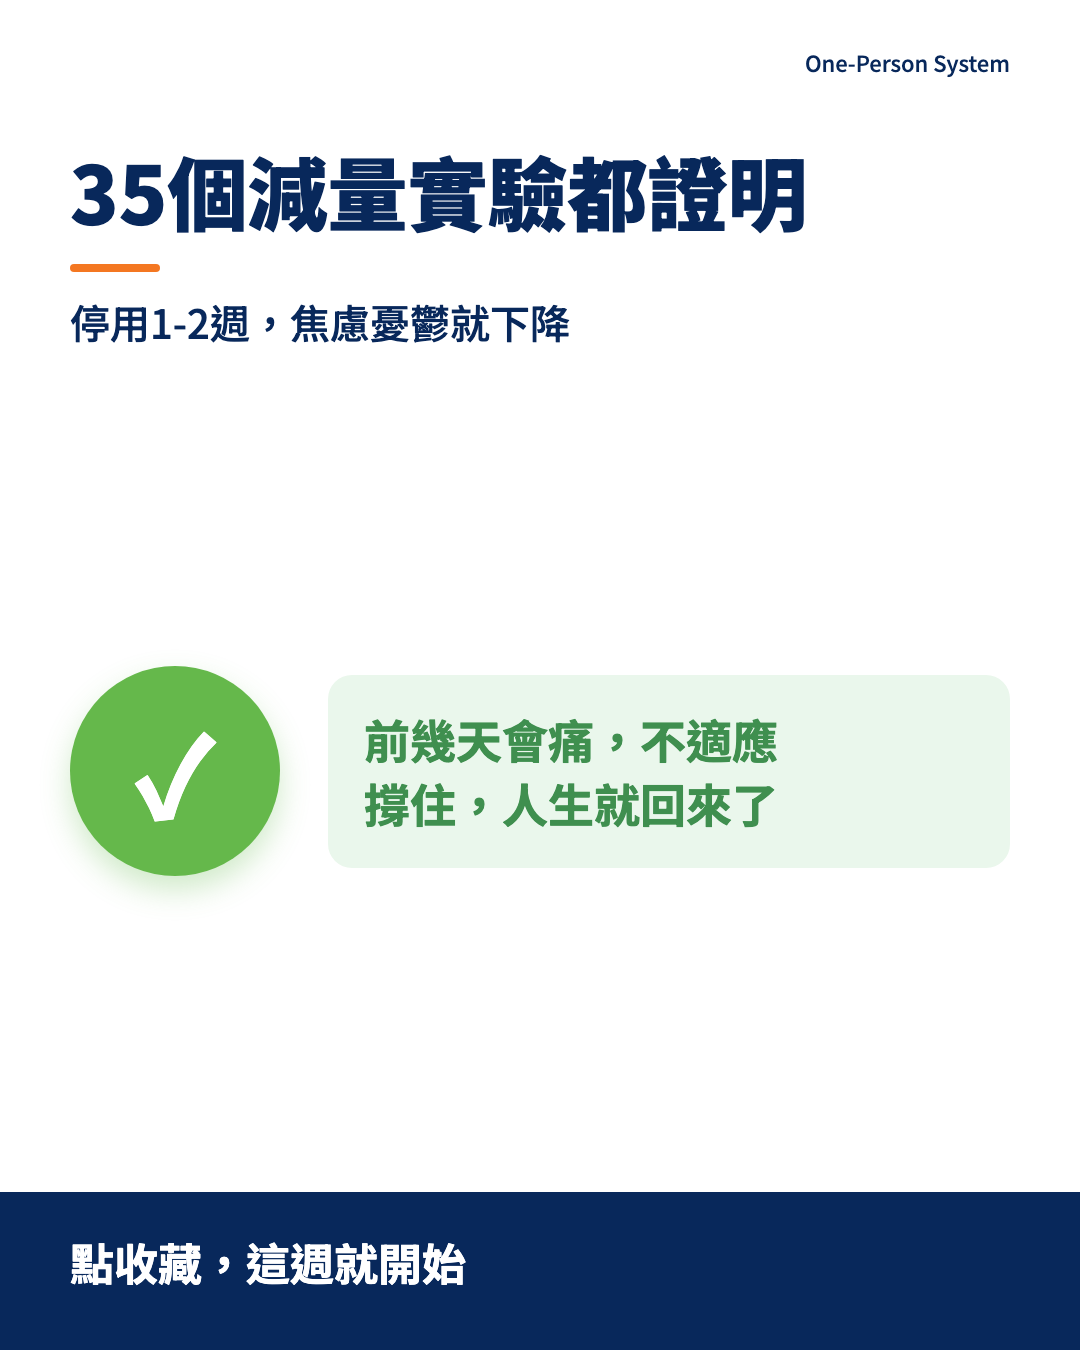 One-Person System
35個減量實驗都證明
停用1-2週，焦慮憂鬱就下降
前幾天會痛，不適應
撐住，人生就回來了
點收藏，這週就開始